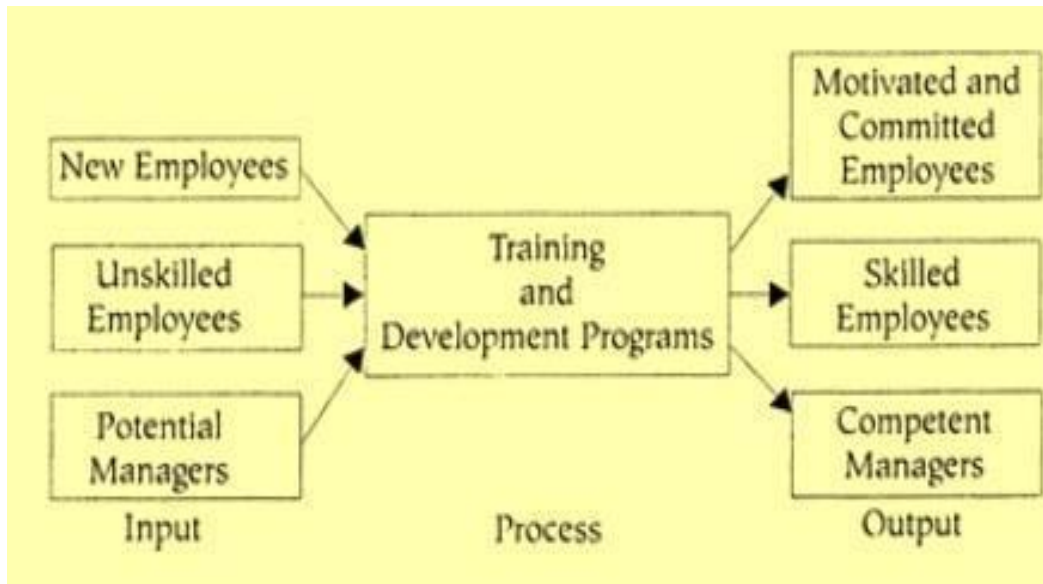 New Employees
Unskilled
Employees
Potential
Managers
Input
Training
and
Development Programs
Process
Motivated and
Committed
Employees
Skilled
Employees
Competent
Managers
Output